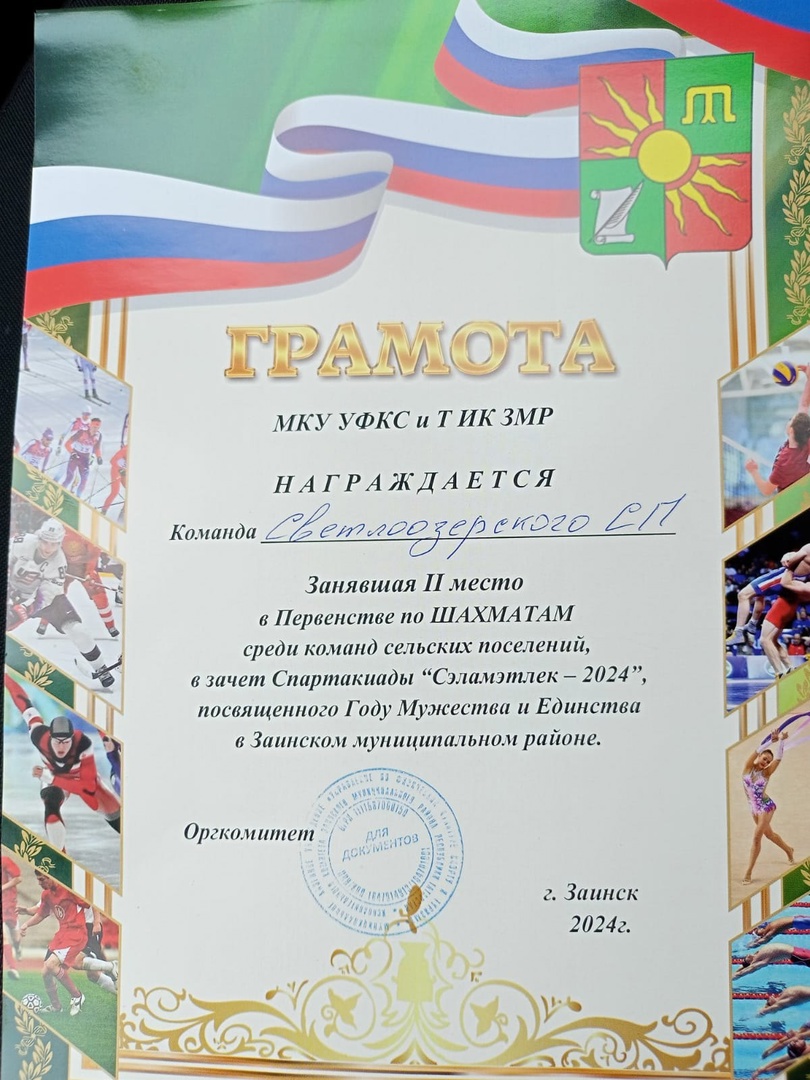 ГРАМОТА
МКУ УФКС и Т ИК ЗМР
НАГРАЖДАЕТСЯ
Команда Светлоозерского СП
Занявшая II место
в Первенстве по ШАХМАТАМ
среди команд сельских поселений,
в зачет Спартакиады “Сэламэтлек – 2024”,
посвященного Году Мужества и Единства
в Заинском муниципальном районе.
Оргкомитет
ДЛЯ
ДОКУМЕНТОВ
г. Заинск
2024г.